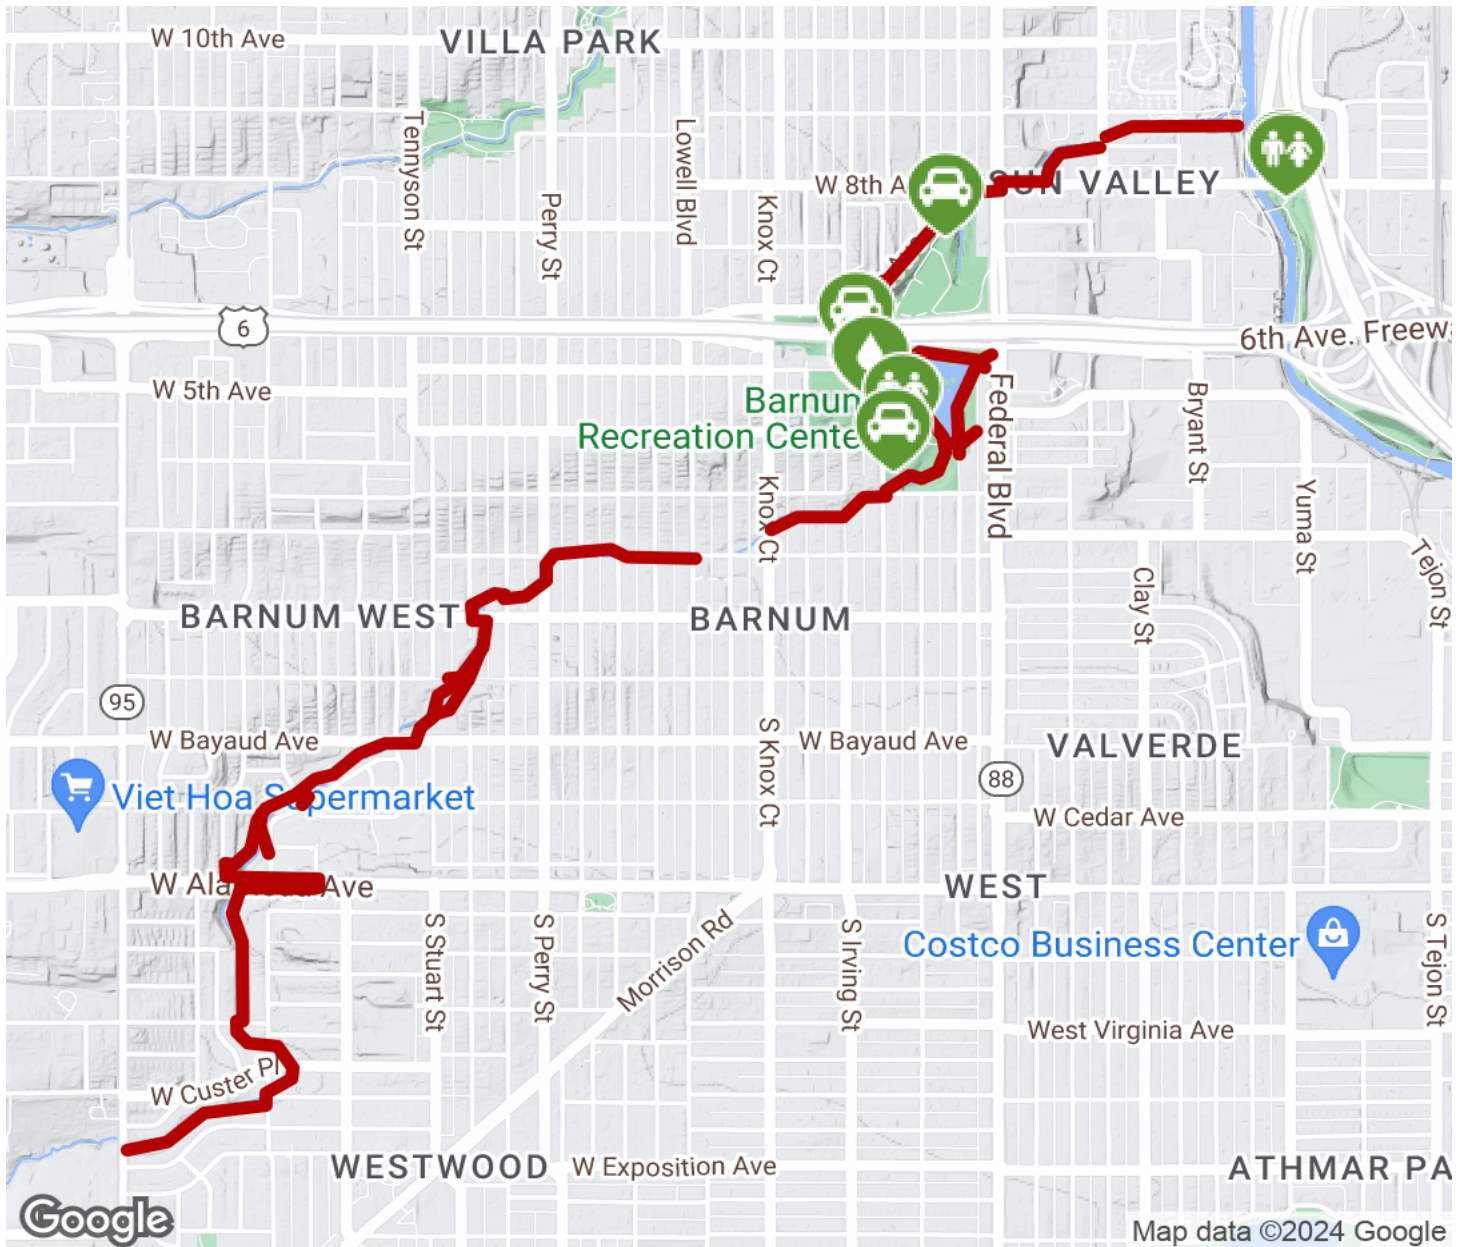 W 10th Ave
VILLA PARK
Tennyson St
Lowell Blvd
Perry St
Knox Ct
W 8th A
SUN VALLEY
6
6th Ave. Freew
W 5th Ave
Barnum
Recreation Center
Federal Blvd
Bryant St
Yuma St
Knox Ct
Tejon St
Clay St
BARNUM WEST
BARNUM
95
W Bayaud Ave
S Knox Ct
W Bayaud Ave
VALVERDE
88
Viet Hoa Supermarket
W Cedar Ave
W Ala
Ave
WEST
S Stuart St
S Perry St
Morrison Rd
S Irving St
Costco Business Center
S Tejon St
West Virginia Ave
W Custer Pl
WESTWOOD
W Exposition Ave
ATHMAR PA
Google
Map data ©2024 Google